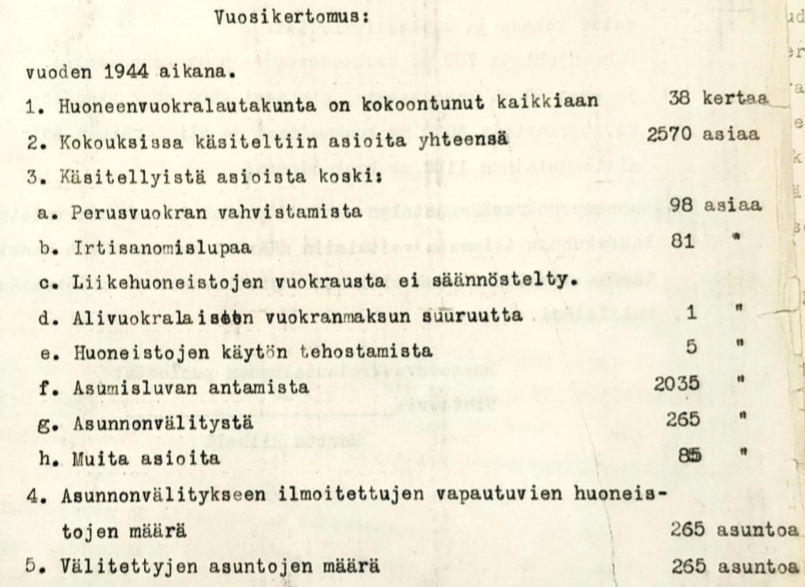 Vuosikertomus:
vuoden 1944 aikana.
1. Huoneenvuokralautakunta on kokoontunut kaikkiaan 38 kertaa
2. Kokouksissa käsiteltiin asioita yhteensä 2570 asiaa
3. Käsitellyistä asioista koski:
a. Perusvuokran vahvistamista 98 asiaa
b. Irtisanomislupaa 81 "
c. Liikehuoneistojen vuokrausta ei säännöstelty.
d. Alivuokralaisen vuokranmaksun suuruutta 1 "
e. Huoneistojen käytön tehostamista 5 "
f. Asumisluvan antamista 2035 "
g. Asunnonvälitystä 265 "
h. Muita asioita 85 "
4. Asunnonvälitykseen ilmoitettujen vapautuvien huoneis-
tojen määrä 265 asuntoa
5. Välitettyjen asuntojen määrä 265 asuntoa